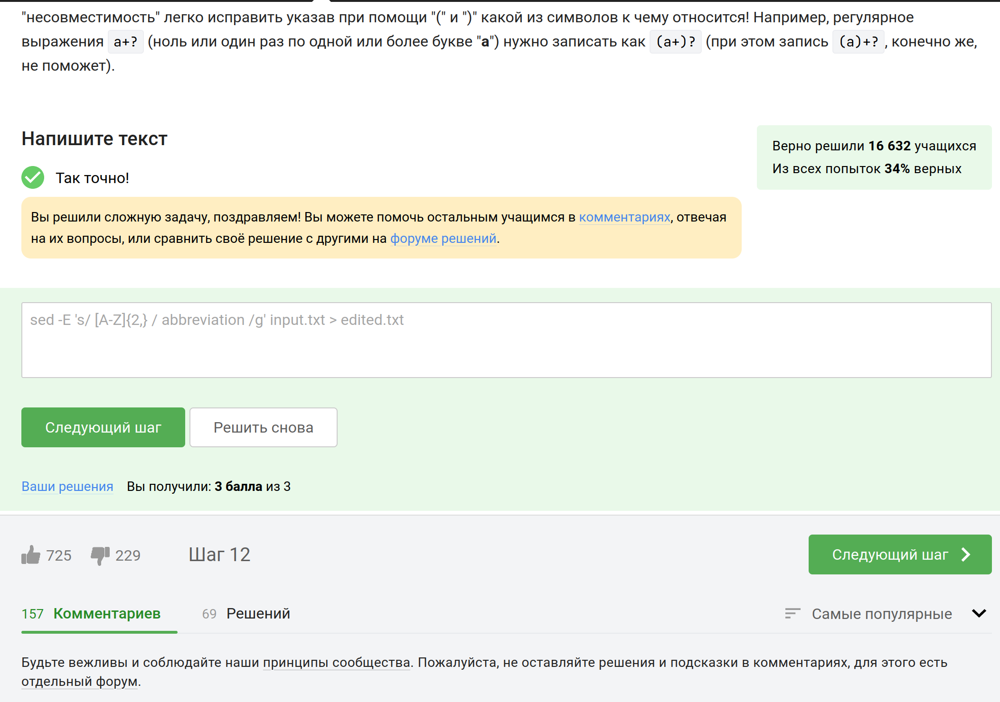 "несовместимость" легко исправить указав при помощи "(" и ")" какой из символов к чему относится! Например, регулярное
выражения a+? (ноль или один раз по одной или более букве "a") нужно записать как (a+)? (при этом запись (a)+?, конечно же,
не поможет).
Напишите текст
Верно решили 16 632 учащихся
Из всех попыток 34% верных
Так точно!
Вы решили сложную задачу, поздравляем! Вы можете помочь остальным учащимся в комментариях, отвечая
на их вопросы, или сравнить своё решение с другими на форуме решений.
sed -E 's/ [A-Z]{2,} / abbreviation /g' input.txt > edited.txt
Следующий шаг Решить снова
Ваши решения Вы получили: 3 балла из 3
725 229 Шаг 12 Следующий шаг
157 Комментариев 69 Решений Самые популярные
Будьте вежливы и соблюдайте наши принципы сообщества. Пожалуйста, не оставляйте решения и подсказки в комментариях, для этого есть
отдельный форум.